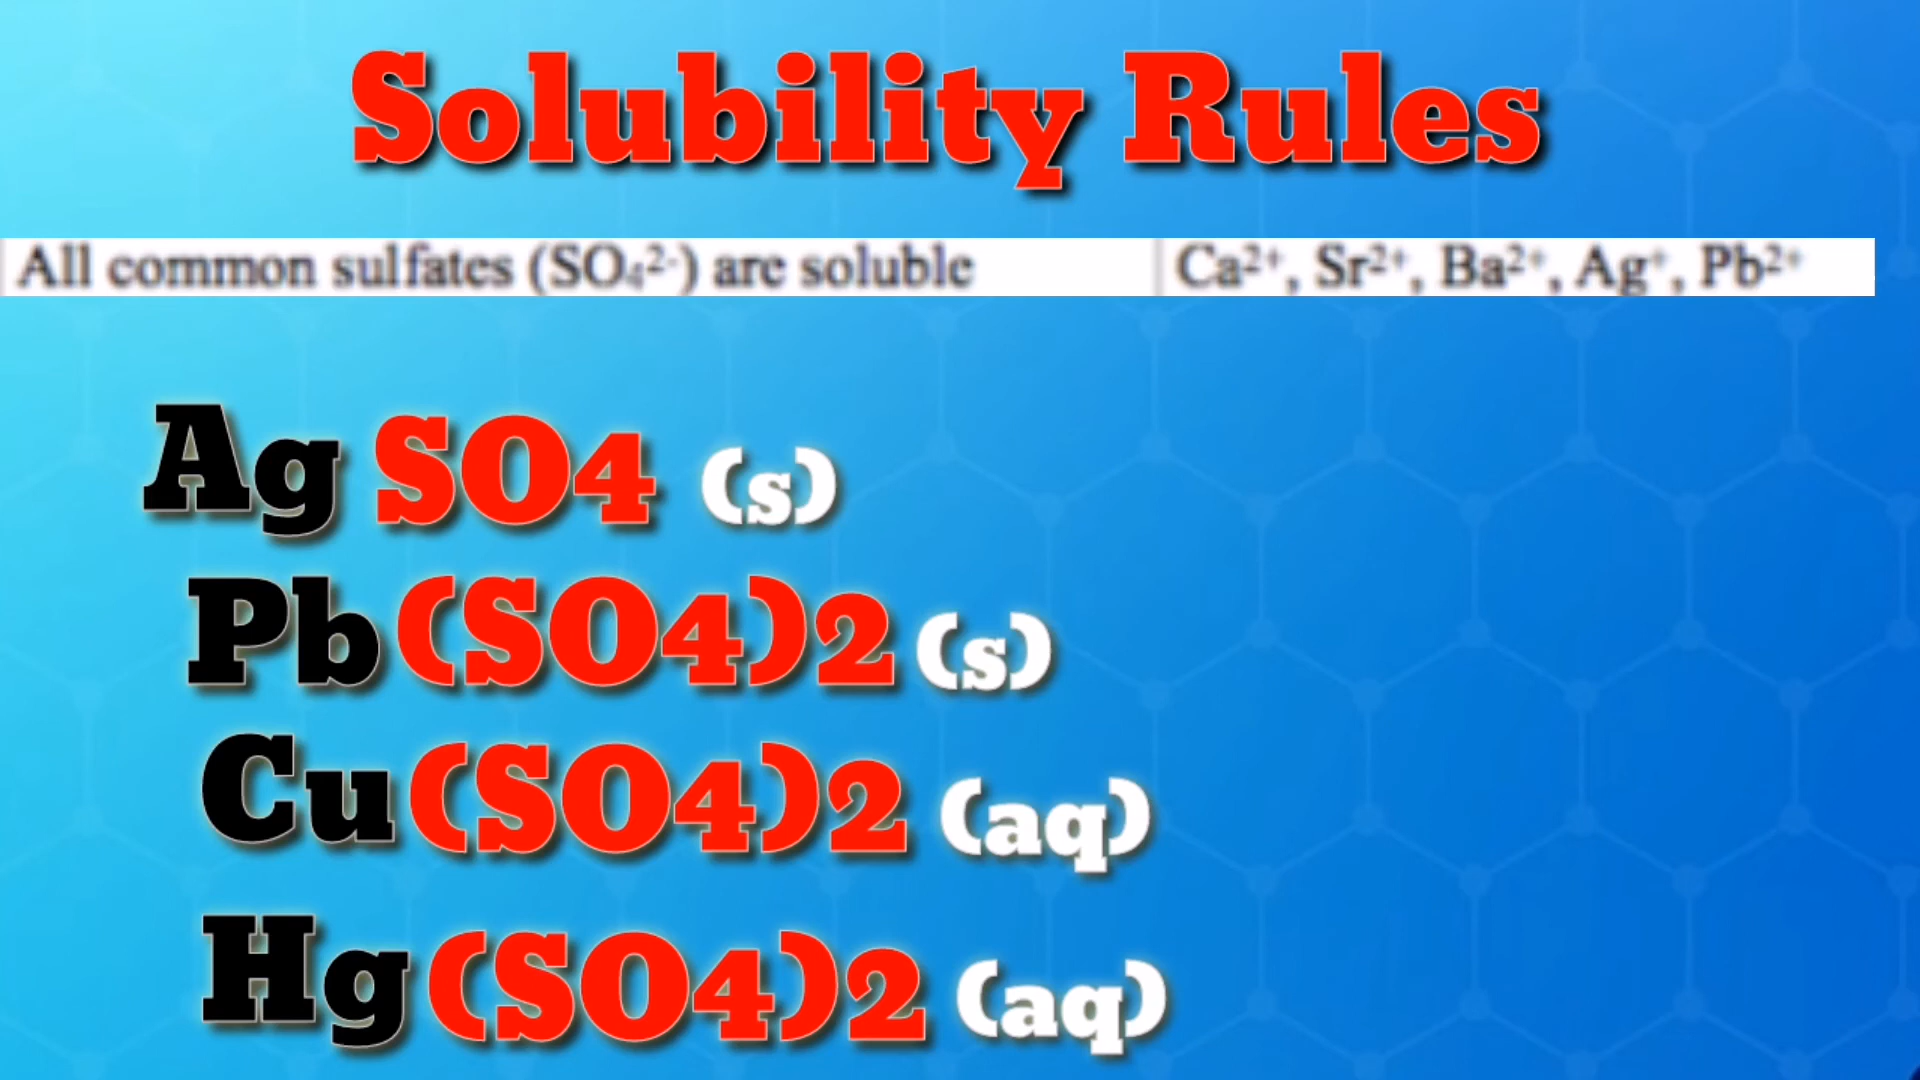 Solubility Rules
All common sulfates (SO₄²⁻) are soluble Ca²⁺, Sr²⁺, Ba²⁺, Ag⁺, Pb²⁺
Ag SO4 (s)
Pb(SO4)2 (s)
Cu(SO4)2 (aq)
Hg(SO4)2 (aq)